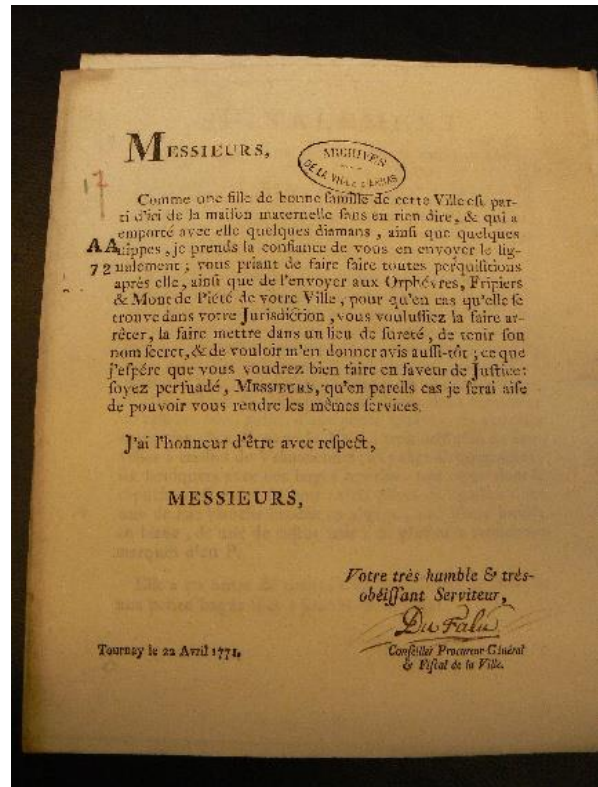 MESSIEURS,
ARCHIVES
DE LA VILLE
17
Comme une fille de bonne famille de cette Ville eſt par-
ti d'ici de la maiſon maternelle ſans en rien dire, & qui a
emporté avec elle quelques diamans, ainſi que quelques
AA nippes, je prends la confiance de vous en envoyer le ſig-
72 nalement; vous priant de faire faire toutes perquiſitions
après elle, ainſi que de l'envoyer aux Orphévres, Fripiers
& Mont de Piété de votre Ville, pour qu'en cas qu'elle ſe
trouve dans votre Juriſdiction, vous vouluſſiez la faire ar-
rêter, la faire mettre dans un lieu de ſureté, de tenir ſon
nom ſecret, & de vouloir m'en donner avis auſſi-tôt; ce que
j'eſpére que vous voudrez bien faire en faveur de Juſtice:
ſoyez perſuadé, MESSIEURS, qu'en pareils cas je ſerai aiſe
de pouvoir vous rendre les mêmes ſervices.
J'ai l'honneur d'être avec reſpect,
MESSIEURS,
Votre très-humble & très-
obéiſſant Serviteur,
Du Falu
Conſeiller Procureur Général
& Fiſcal de la Ville.
Tournay le 22 Avril 1771.